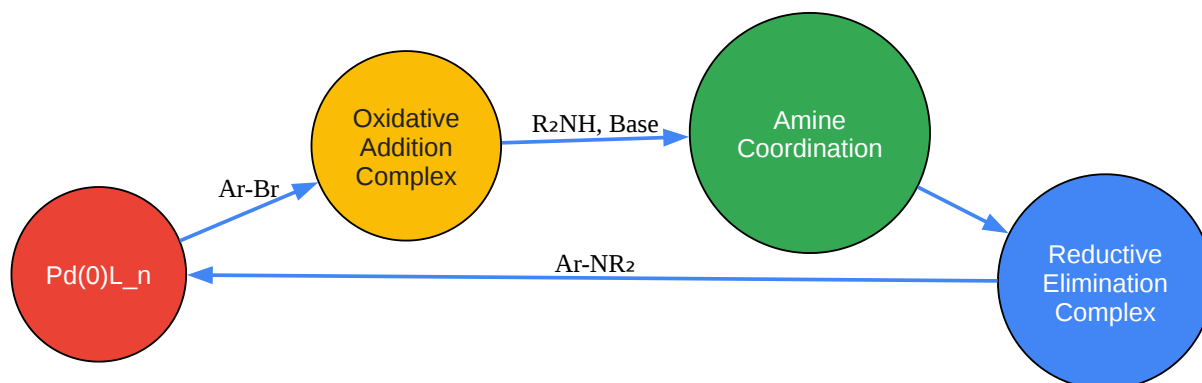 Oxidative
Addition
Complex
R₂NH, Base
Amine
Coordination
Ar-Br
Pd(0)L_n
Ar-NR₂
Reductive
Elimination
Complex